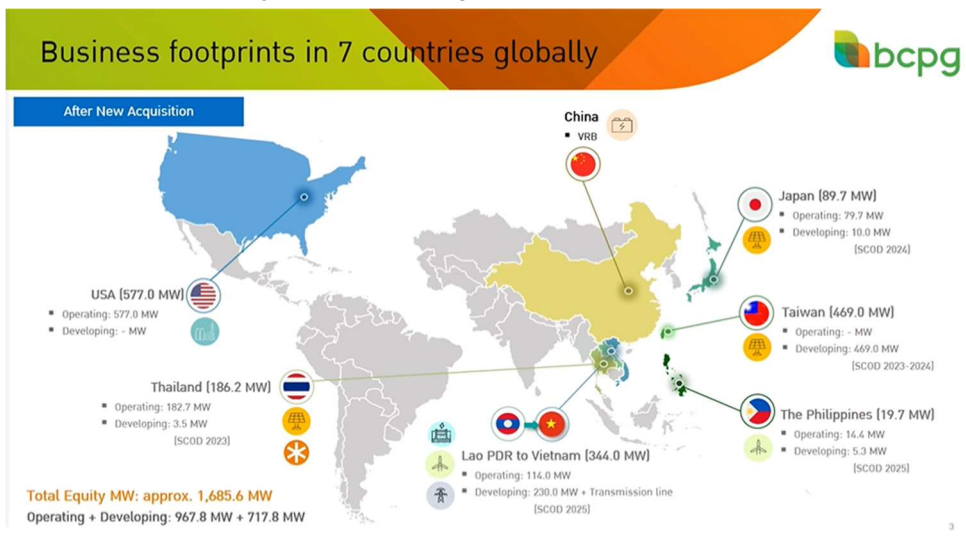 Business footprints in 7 countries globally
bcpg
After New Acquisition
China
▪ VRB
Japan (89.7 MW)
▪ Operating: 79.7 MW
▪ Developing: 10.0 MW
(SCOD 2024)
USA (577.0 MW)
▪ Operating: 577.0 MW
▪ Developing: - MW
Taiwan (469.0 MW)
▪ Operating: - MW
▪ Developing: 469.0 MW
(SCOD 2023-2024)
Thailand (186.2 MW)
▪ Operating: 182.7 MW
▪ Developing: 3.5 MW
(SCOD 2023)
The Philippines (19.7 MW)
▪ Operating: 14.4 MW
▪ Developing: 5.3 MW
(SCOD 2025)
Lao PDR to Vietnam (344.0 MW)
▪ Operating: 114.0 MW
▪ Developing: 230.0 MW + Transmission line
(SCOD 2025)
Total Equity MW: approx. 1,685.6 MW
Operating + Developing: 967.8 MW + 717.8 MW
3